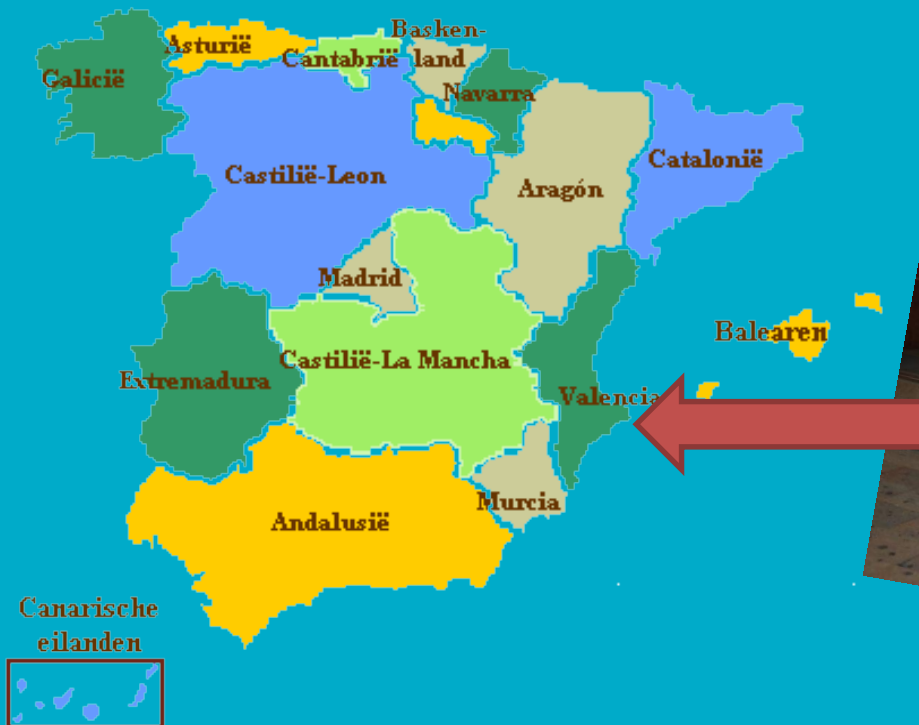 Basken-
land
Asturië
Cantabrië
Galicië
Navarra
Castilië-Leon
Catalonië
Aragón
Madrid
Balearen
Castilië-La Mancha
Extremadura
Valencia
Murcia
Andalusië
Canarische
eilanden